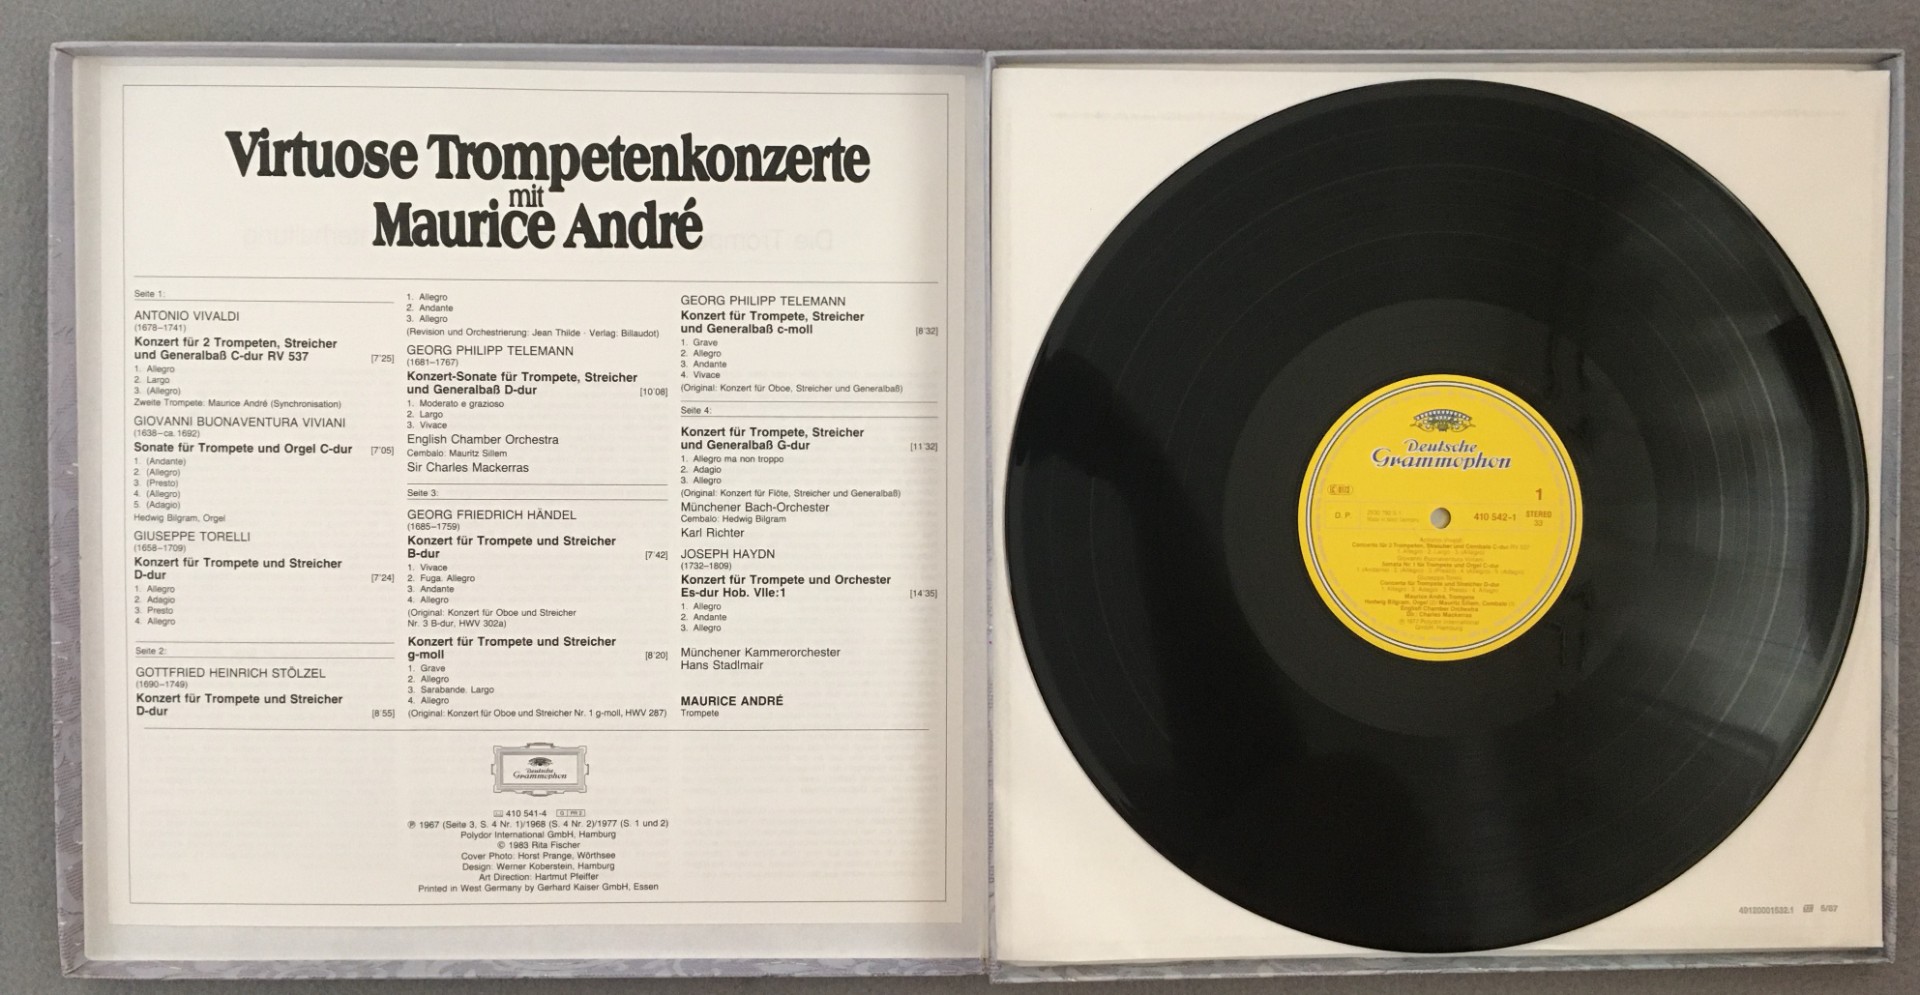 Virtuose Trompetenkonzerte
mit
Maurice André
Seite 1:
ANTONIO VIVALDI
(1678–1741)
Konzert für 2 Trompeten, Streicher
und Generalbaß C-dur RV 537 [7'25]
1. Allegro
2. Largo
3. (Allegro)
Zweite Trompete: Maurice André (Synchronisation)
GIOVANNI BUONAVENTURA VIVIANI
(1638–ca. 1692)
Sonate für Trompete und Orgel C-dur [7'05]
1. (Andante)
2. (Allegro)
3. (Presto)
4. (Allegro)
5. (Adagio)
Hedwig Bilgram, Orgel
GIUSEPPE TORELLI
(1658–1709)
Konzert für Trompete und Streicher
D-dur [7'24]
1. Allegro
2. Adagio
3. Presto
4. Allegro
Seite 2:
GOTTFRIED HEINRICH STÖLZEL
(1690–1749)
Konzert für Trompete und Streicher
D-dur [8'55]
1. Allegro
2. Andante
3. Allegro
(Revision und Orchestrierung: Jean Thilde · Verlag: Billaudot)
GEORG PHILIPP TELEMANN
(1681–1767)
Konzert-Sonate für Trompete, Streicher
und Generalbaß D-dur [10'08]
1. Moderato e grazioso
2. Largo
3. Vivace
English Chamber Orchestra
Cembalo: Mauritz Sillem
Sir Charles Mackerras
Seite 3:
GEORG FRIEDRICH HÄNDEL
(1685–1759)
Konzert für Trompete und Streicher
B-dur [7'42]
1. Vivace
2. Fuga. Allegro
3. Andante
4. Allegro
(Original: Konzert für Oboe und Streicher
Nr. 3 B-dur, HWV 302a)
Konzert für Trompete und Streicher
g-moll [8'20]
1. Grave
2. Allegro
3. Sarabande. Largo
4. Allegro
(Original: Konzert für Oboe und Streicher Nr. 1 g-moll, HWV 287)
GEORG PHILIPP TELEMANN
Konzert für Trompete, Streicher
und Generalbaß c-moll [8'32]
1. Grave
2. Allegro
3. Andante
4. Vivace
(Original: Konzert für Oboe, Streicher und Generalbaß)
Seite 4:
Konzert für Trompete, Streicher
und Generalbaß G-dur [11'32]
1. Allegro ma non troppo
2. Adagio
3. Allegro
(Original: Konzert für Flöte, Streicher und Generalbaß)
Münchener Bach-Orchester
Cembalo: Hedwig Bilgram
Karl Richter
JOSEPH HAYDN
(1732–1809)
Konzert für Trompete und Orchester
Es-dur Hob. VIIe:1 [14'35]
1. Allegro
2. Andante
3. Allegro
Münchener Kammerorchester
Hans Stadlmair
MAURICE ANDRÉ
Trompete
Deutsche
Grammophon
410 541-4
℗ 1967 (Seite 3, S. 4 Nr. 1)/1968 (S. 4 Nr. 2)/1977 (S. 1 und 2)
Polydor International GmbH, Hamburg
© 1983 Rita Fischer
Cover Photo: Horst Prange, Wörthsee
Design: Werner Koberstein, Hamburg
Art Direction: Hartmut Pfeiffer
Printed in West Germany by Gerhard Kaiser GmbH, Essen
Deutsche
Grammophon
1
D. P. 410 542-1 STEREO
33
Maurice André, Trompete
English Chamber Orchestra
Dir.: Charles Mackerras
℗ 1977 Polydor International
GmbH, Hamburg
40120001532.1 5/87